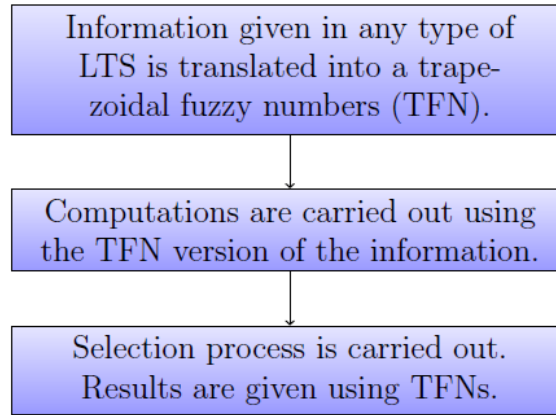 Information given in any type of
LTS is translated into a trape-
zoidal fuzzy numbers (TFN).
Computations are carried out using
the TFN version of the information.
Selection process is carried out.
Results are given using TFNs.